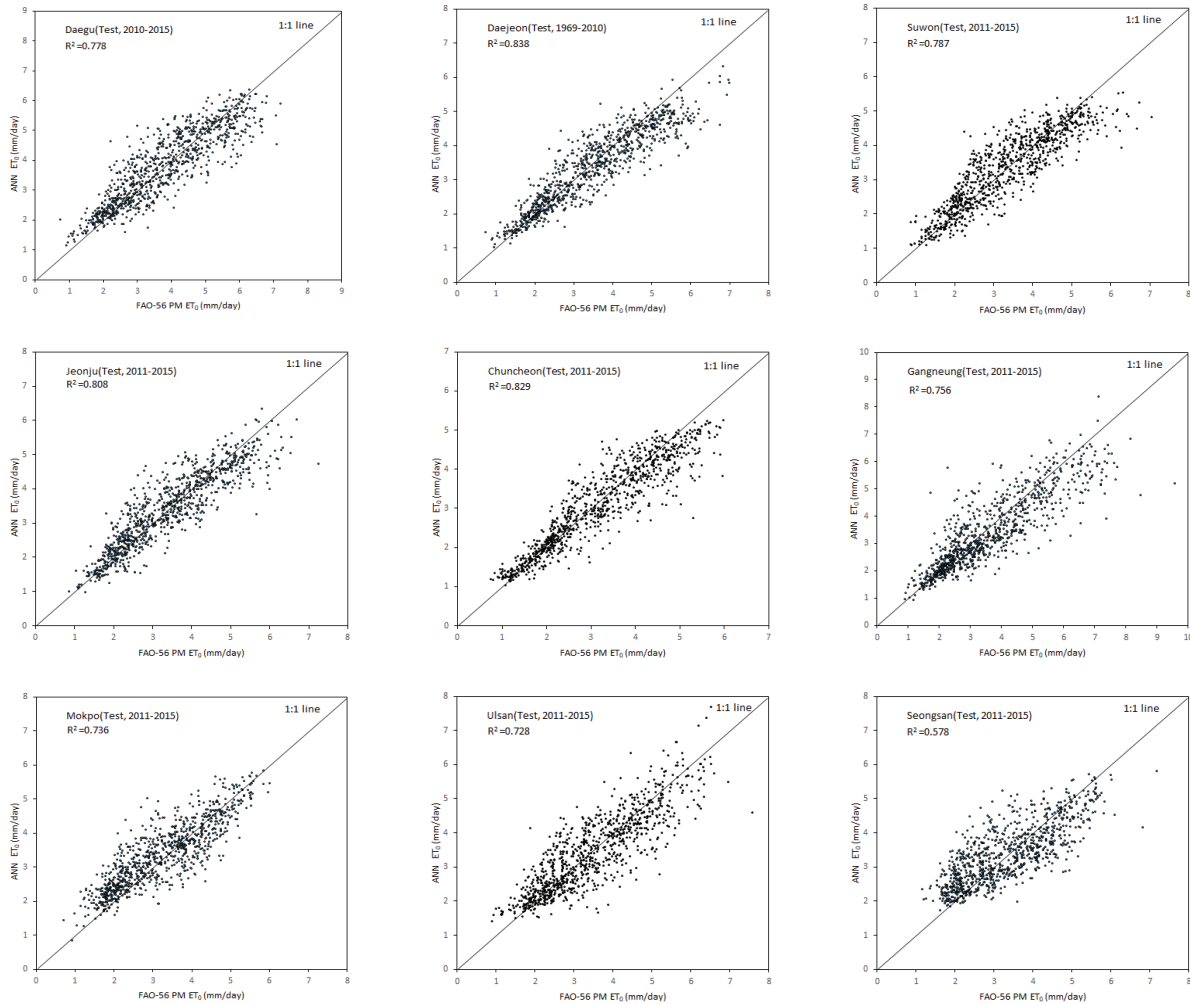 Daegu(Test, 2010-2015)
R²=0.778
1:1 line
ANN ET₀ (mm/day)
9
8
7
6
5
4
3
2
1
0
0 1 2 3 4 5 6 7 8 9
FAO-56 PM ET₀ (mm/day)
Daejeon(Test, 1969-2010)
R²=0.838
1:1 line
ANN ET₀ (mm/day)
8
7
6
5
4
3
2
1
0
0 1 2 3 4 5 6 7 8
FAO-56 PM ET₀ (mm/day)
Suwon(Test, 2011-2015)
R²=0.787
1:1 line
ANN ET₀ (mm/day)
8
7
6
5
4
3
2
1
0
0 1 2 3 4 5 6 7 8
FAO-56 PM ET₀ (mm/day)
Jeonju(Test, 2011-2015)
R²=0.808
1:1 line
ANN ET₀ (mm/day)
8
7
6
5
4
3
2
1
0
0 1 2 3 4 5 6 7 8
FAO-56 PM ET₀ (mm/day)
Chuncheon(Test, 2011-2015)
R²=0.829
1:1 line
ANN ET₀ (mm/day)
7
6
5
4
3
2
1
0
0 1 2 3 4 5 6 7
FAO-56 PM ET₀ (mm/day)
Gangneung(Test, 2011-2015)
R²=0.756
1:1 line
ANN ET₀ (mm/day)
10
9
8
7
6
5
4
3
2
1
0
0 1 2 3 4 5 6 7 8 9 10
FAO-56 PM ET₀ (mm/day)
Mokpo(Test, 2011-2015)
R²=0.736
1:1 line
ANN ET₀ (mm/day)
8
7
6
5
4
3
2
1
0
0 1 2 3 4 5 6 7 8
FAO-56 PM ET₀ (mm/day)
Ulsan(Test, 2011-2015)
R²=0.728
1:1 line
ANN ET₀ (mm/day)
8
7
6
5
4
3
2
1
0
0 1 2 3 4 5 6 7 8
FAO-56 PM ET₀ (mm/day)
Seongsan(Test, 2011-2015)
R²=0.578
1:1 line
ANN ET₀ (mm/day)
8
7
6
5
4
3
2
1
0
0 1 2 3 4 5 6 7 8
FAO-56 PM ET₀ (mm/day)